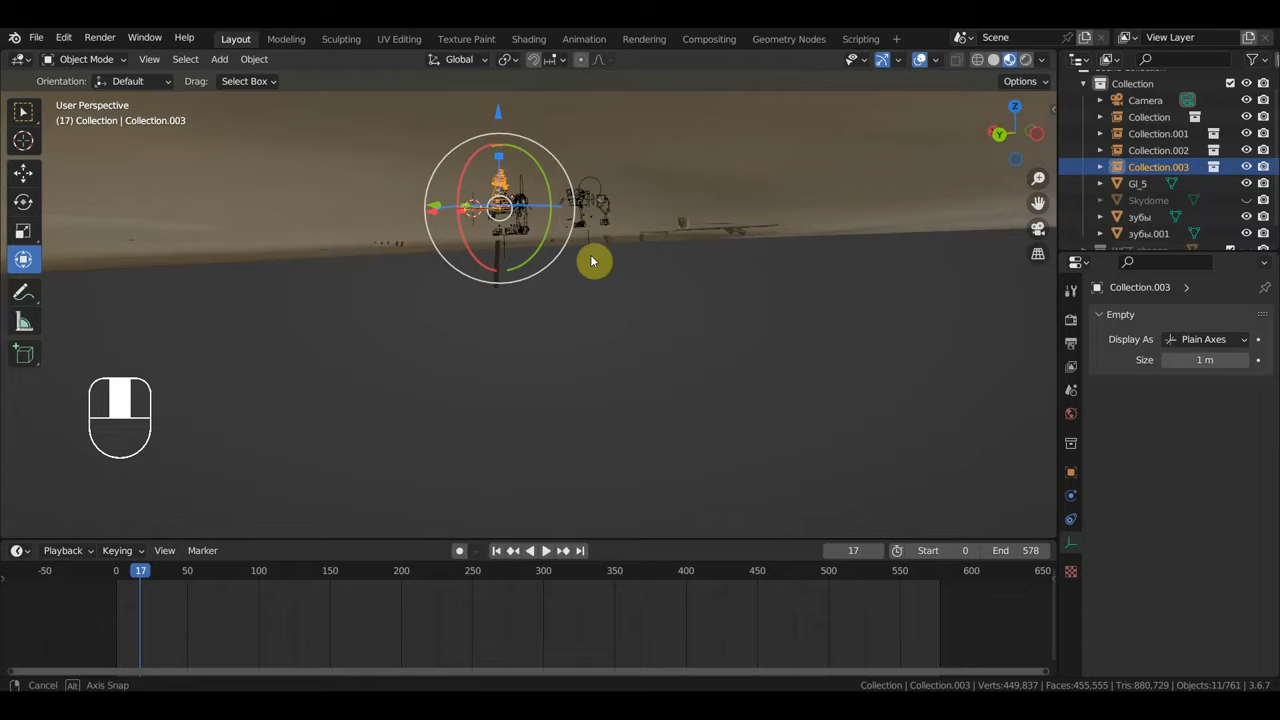 File Edit Render Window Help Layout Modeling Sculpting UV Editing Texture Paint Shading Animation Rendering Compositing Geometry Nodes Scripting + Scene View Layer
Object Mode View Select Add Object Global Options
Orientation: Default Drag: Select Box
User Perspective
(17) Collection | Collection.003
Z
Y
Collection
Camera
Collection
Collection.001
Collection.002
Collection.003
GI_5
Skydome
зубы
зубы.001
Collection.003
Empty
Display As Plain Axes
Size 1 m
Playback Keying View Marker 17 Start 0 End 578
-50 0 17 50 100 150 200 250 300 350 400 450 500 550 600 650
Cancel Alt Axis Snap Collection | Collection.003 | Verts:449,837 | Faces:455,555 | Tris:880,729 | Objects:11/761 | 3.6.7